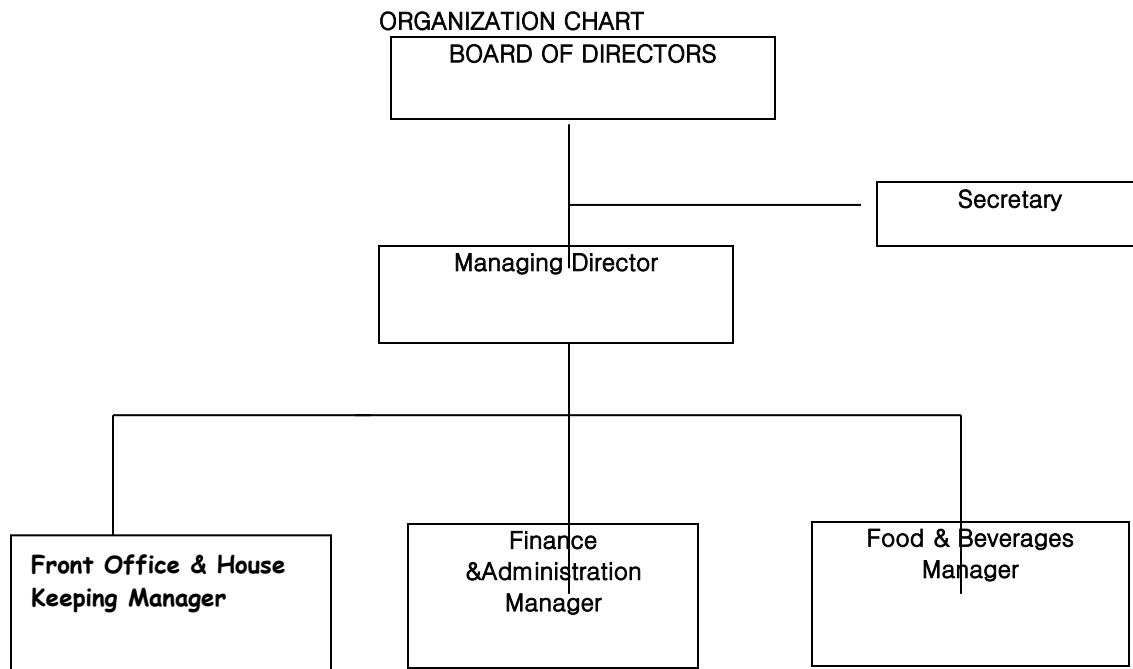 ORGANIZATION CHART
BOARD OF DIRECTORS
Secretary
Managing Director
Front Office & House
Keeping Manager
Finance
&Administration
Manager
Food & Beverages
Manager